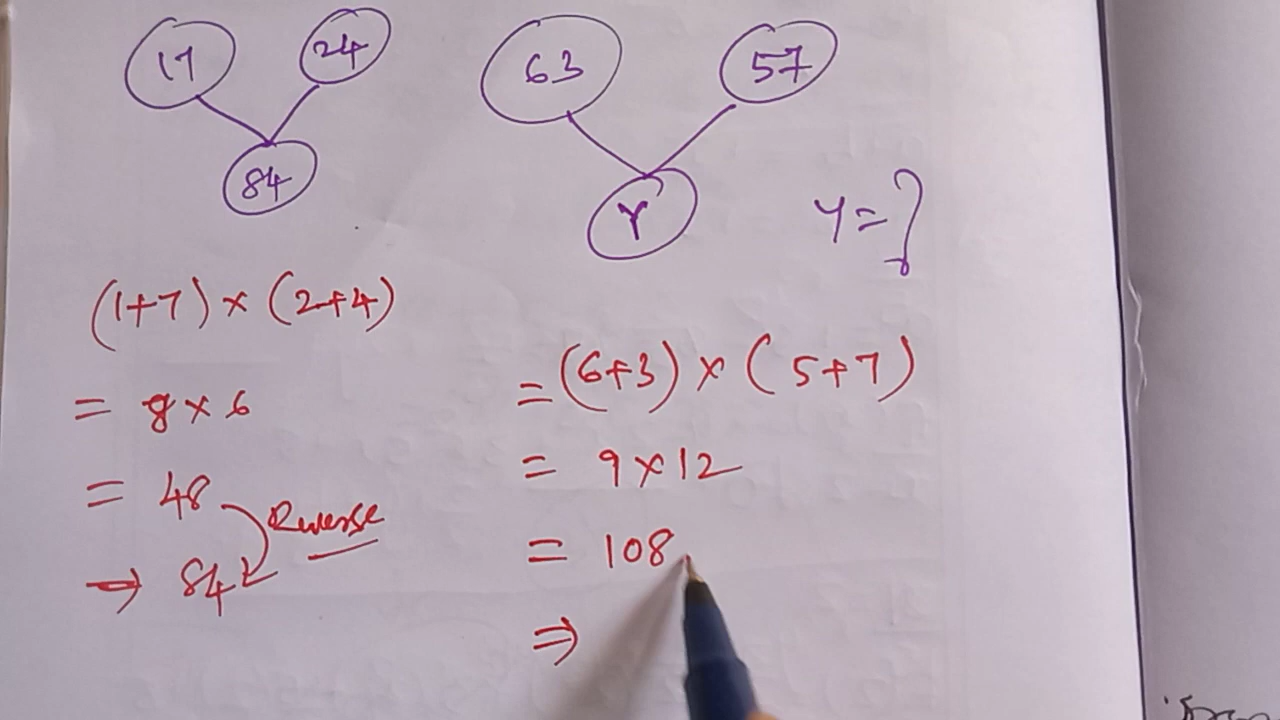 17 24 63 57
84 Y Y = ?
(1+7) × (2+4)
= (6+3) × (5+7)
= 8 × 6
= 9 × 12
= 48 Reverse
= 108
⇒ 84
⇒